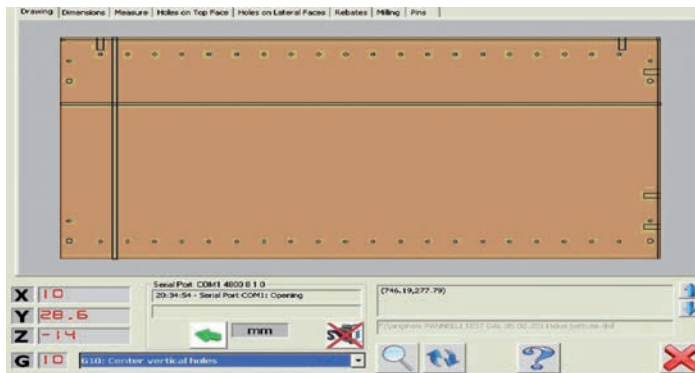 Drawing Dimensions Measure Holes on Top Face Holes on Lateral Faces Rebates Milling Pins
Serial Port: COM1 4800 8 1 0
X 10
20:34:54 - Serial Port COM1: Opening
(746.19,277.79)
Y 28.6
Z -14
mm
G 10 G10: Center vertical holes